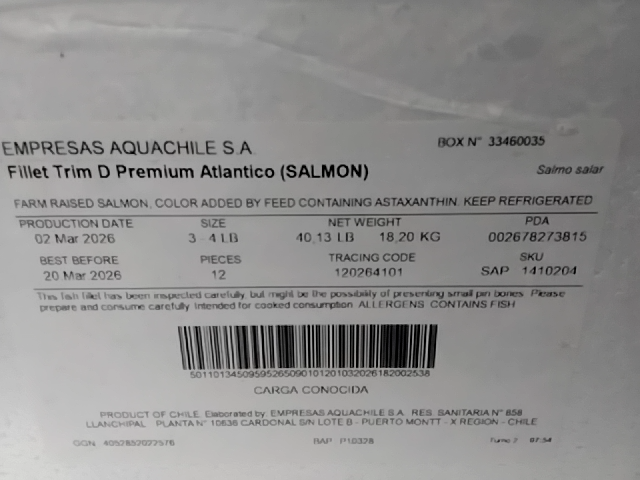 EMPRESAS AQUACHILE S.A.
BOX N° 33460035
Fillet Trim D Premium Atlantico (SALMON)
Salmo salar
FARM RAISED SALMON, COLOR ADDED BY FEED CONTAINING ASTAXANTHIN. KEEP REFRIGERATED
PRODUCTION DATE SIZE NET WEIGHT PDA
02 Mar 2026 3 - 4 LB 40,13 LB 18,20 KG 002678273815
BEST BEFORE PIECES TRACING CODE SKU
20 Mar 2026 12 120264101 SAP 1410204
This fish fillet has been inspected carefully, but might be the possibility of presenting small pin bones. Please
prepare and consume carefully. Intended for cooked consumption. ALLERGENS: CONTAINS FISH
CARGA CONOCIDA
PRODUCT OF CHILE. Elaborated by: EMPRESAS AQUACHILE S.A. RES. SANITARIA N° 858
LLANCHIPAL PLANTA N° 10636 CARDONAL S/N LOTE B - PUERTO MONTT - X REGION - CHILE
Turno 2 07:54